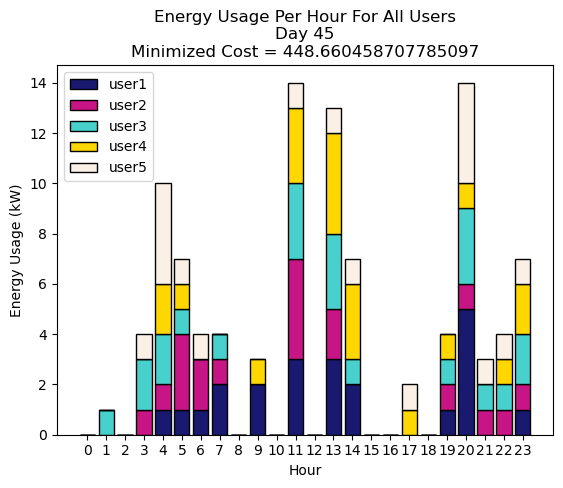 Energy Usage Per Hour For All Users
Day 45
Minimized Cost = 448.660458707785097
user1
user2
user3
user4
user5
Energy Usage (kW)
14
12
10
8
6
4
2
0
0 1 2 3 4 5 6 7 8 9 10 11 12 13 14 15 16 17 18 19 20 21 22 23
Hour